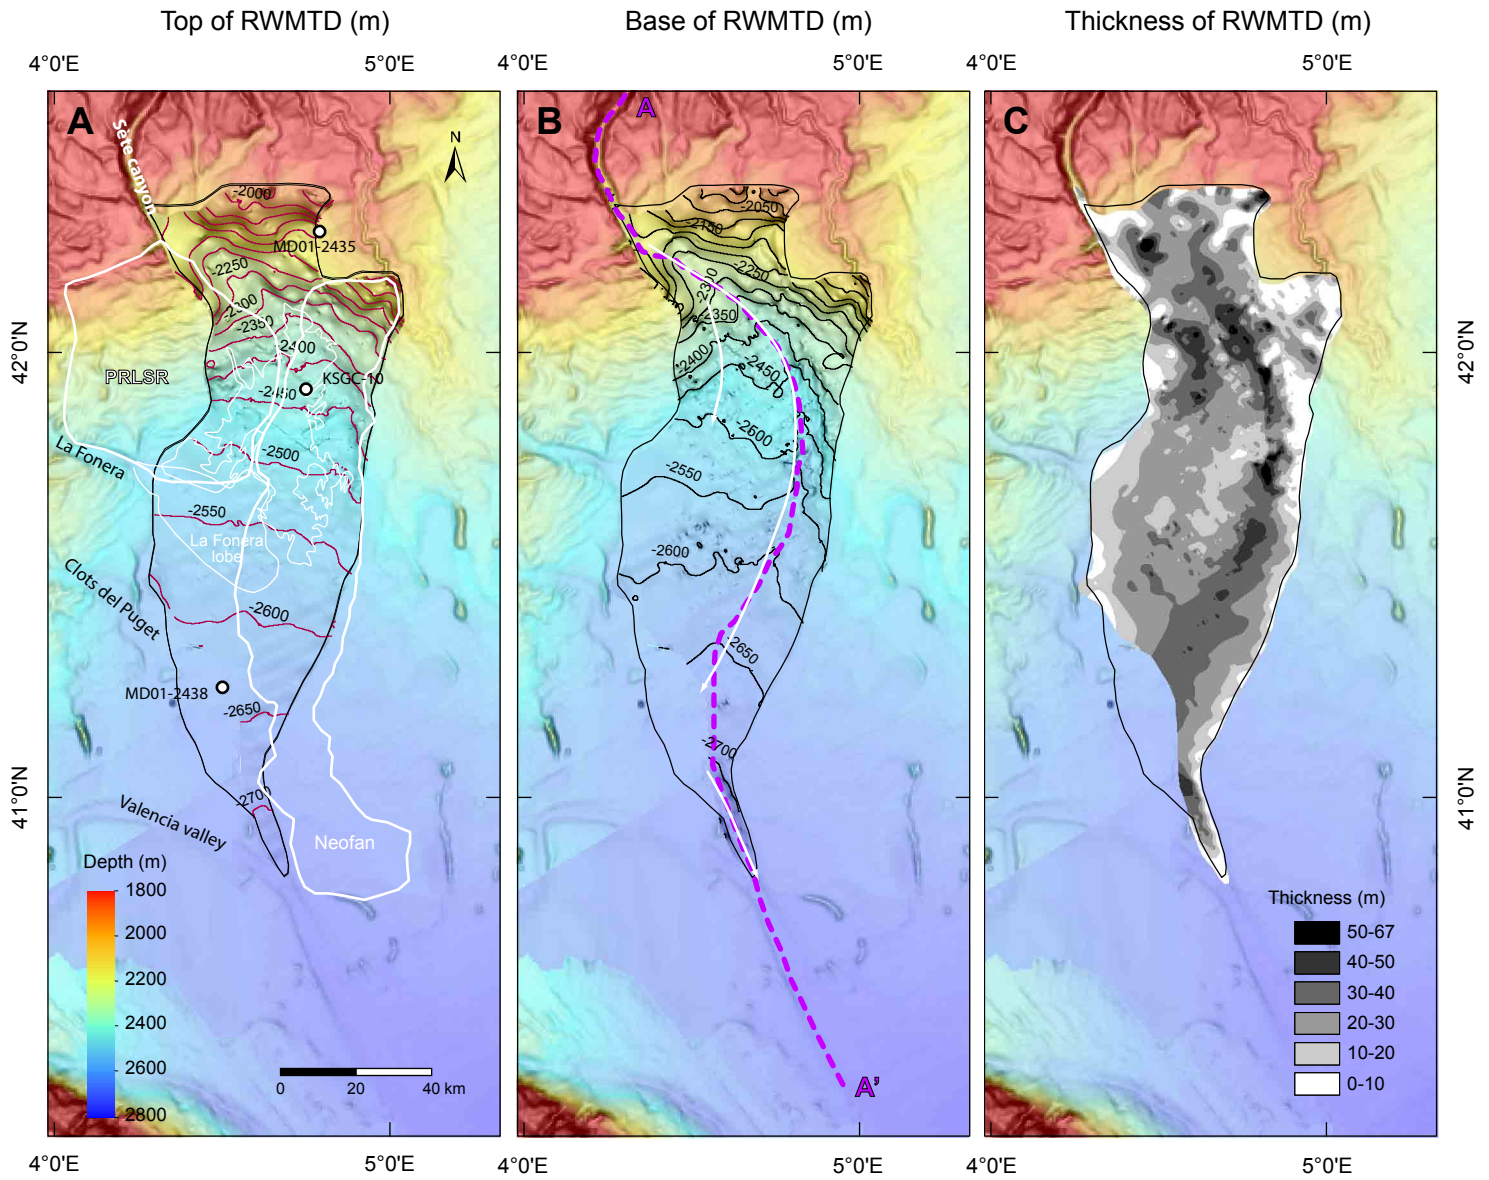 Top of RWMTD (m)
Base of RWMTD (m)
Thickness of RWMTD (m)
4°0'E
5°0'E
4°0'E
5°0'E
4°0'E
5°0'E
A
Sète canyon
N
-2000
MD01-2435
-2250
-2300
-2350
-2400
KSGC-10
-2450
PRLSR
La Fonera
-2500
-2550
La Fonera
lobe
Clots del Puget
-2600
MD01-2438
-2650
-2700
Valencia valley
Neofan
Depth (m)
1800
2000
2200
2400
2600
2800
0
20
40 km
42°0'N
41°0'N
B
A
-2050
-2150
-2250
-2350
-2400
-2450
-2500
-2550
-2600
-2650
-2700
A'
C
Thickness (m)
50-67
40-50
30-40
20-30
10-20
0-10
42°0'N
41°0'N
4°0'E
5°0'E
4°0'E
5°0'E
4°0'E
5°0'E